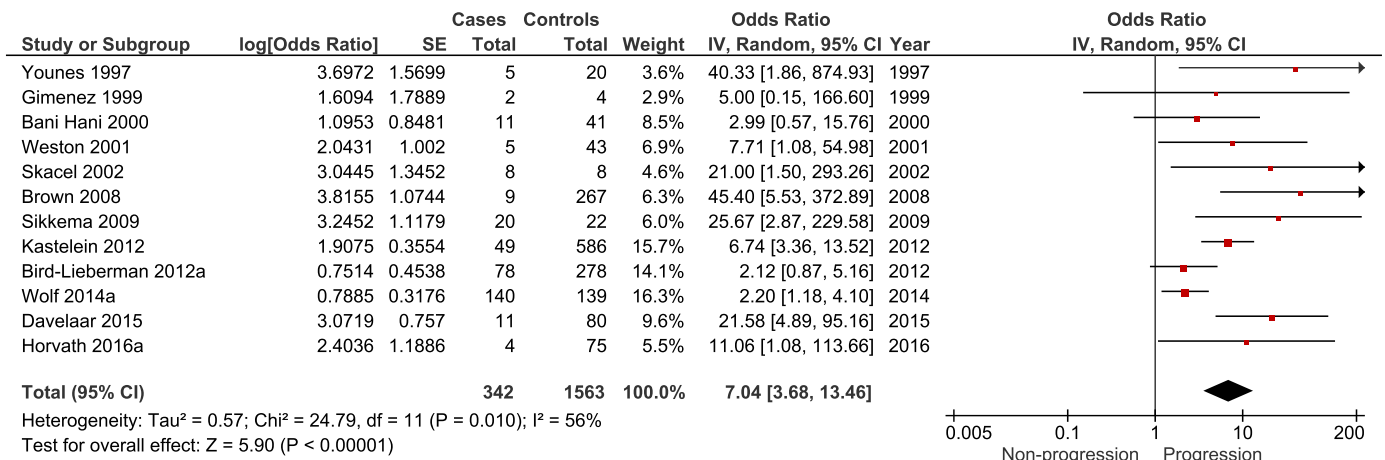 Cases Controls Odds Ratio Odds Ratio
Study or Subgroup log[Odds Ratio] SE Total Total Weight IV, Random, 95% CI Year IV, Random, 95% CI
Younes 1997 3.6972 1.5699 5 20 3.6% 40.33 [1.86, 874.93] 1997
Gimenez 1999 1.6094 1.7889 2 4 2.9% 5.00 [0.15, 166.60] 1999
Bani Hani 2000 1.0953 0.8481 11 41 8.5% 2.99 [0.57, 15.76] 2000
Weston 2001 2.0431 1.002 5 43 6.9% 7.71 [1.08, 54.98] 2001
Skacel 2002 3.0445 1.3452 8 8 4.6% 21.00 [1.50, 293.26] 2002
Brown 2008 3.8155 1.0744 9 267 6.3% 45.40 [5.53, 372.89] 2008
Sikkema 2009 3.2452 1.1179 20 22 6.0% 25.67 [2.87, 229.58] 2009
Kastelein 2012 1.9075 0.3554 49 586 15.7% 6.74 [3.36, 13.52] 2012
Bird-Lieberman 2012a 0.7514 0.4538 78 278 14.1% 2.12 [0.87, 5.16] 2012
Wolf 2014a 0.7885 0.3176 140 139 16.3% 2.20 [1.18, 4.10] 2014
Davelaar 2015 3.0719 0.757 11 80 9.6% 21.58 [4.89, 95.16] 2015
Horvath 2016a 2.4036 1.1886 4 75 5.5% 11.06 [1.08, 113.66] 2016
Total (95% CI) 342 1563 100.0% 7.04 [3.68, 13.46]
Heterogeneity: Tau² = 0.57; Chi² = 24.79, df = 11 (P = 0.010); I² = 56%
Test for overall effect: Z = 5.90 (P < 0.00001)
0.005 0.1 1 10 200
Non-progression Progression